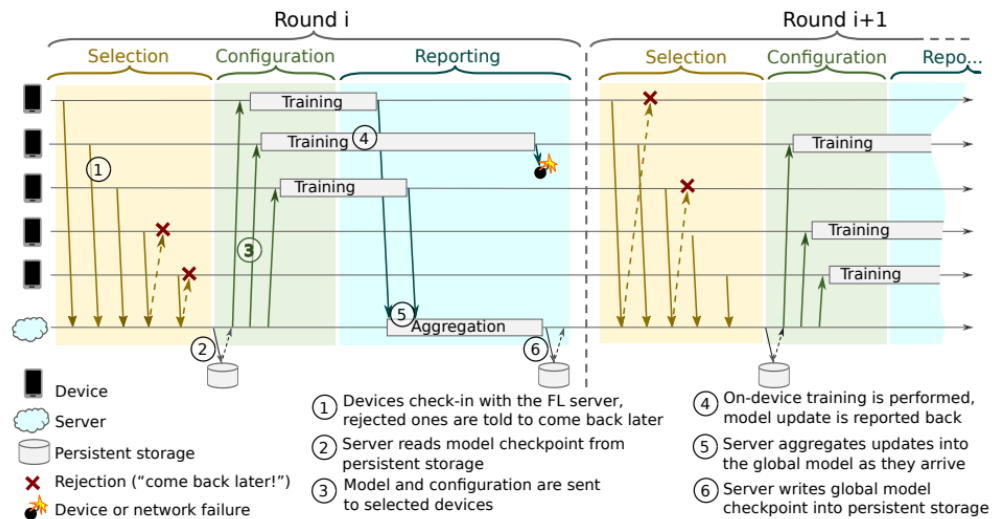 Round i
Round i+1
Selection
Configuration
Reporting
Selection
Configuration
Repo...
Training
4
Training
Training
1
Training
Training
3
Training
5
Aggregation
2
6
Device
Server
Persistent storage
Rejection (“come back later!”)
Device or network failure
1
Devices check-in with the FL server,
rejected ones are told to come back later
2
Server reads model checkpoint from
persistent storage
3
Model and configuration are sent
to selected devices
4
On-device training is performed,
model update is reported back
5
Server aggregates updates into
the global model as they arrive
6
Server writes global model
checkpoint into persistent storage